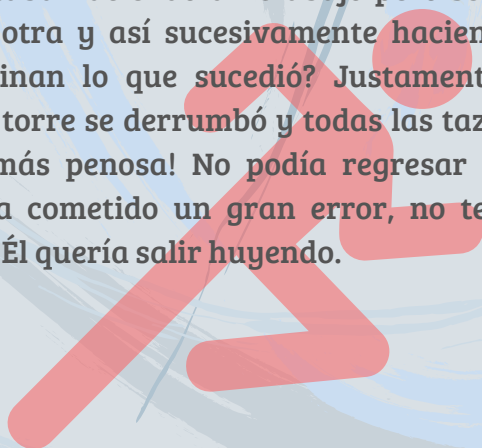 otra y así sucesivamente hacien
inan lo que sucedió? Justament
torre se derrumbó y todas las taz
más penosa! No podía regresar
a cometido un gran error, no te
Él quería salir huyendo.